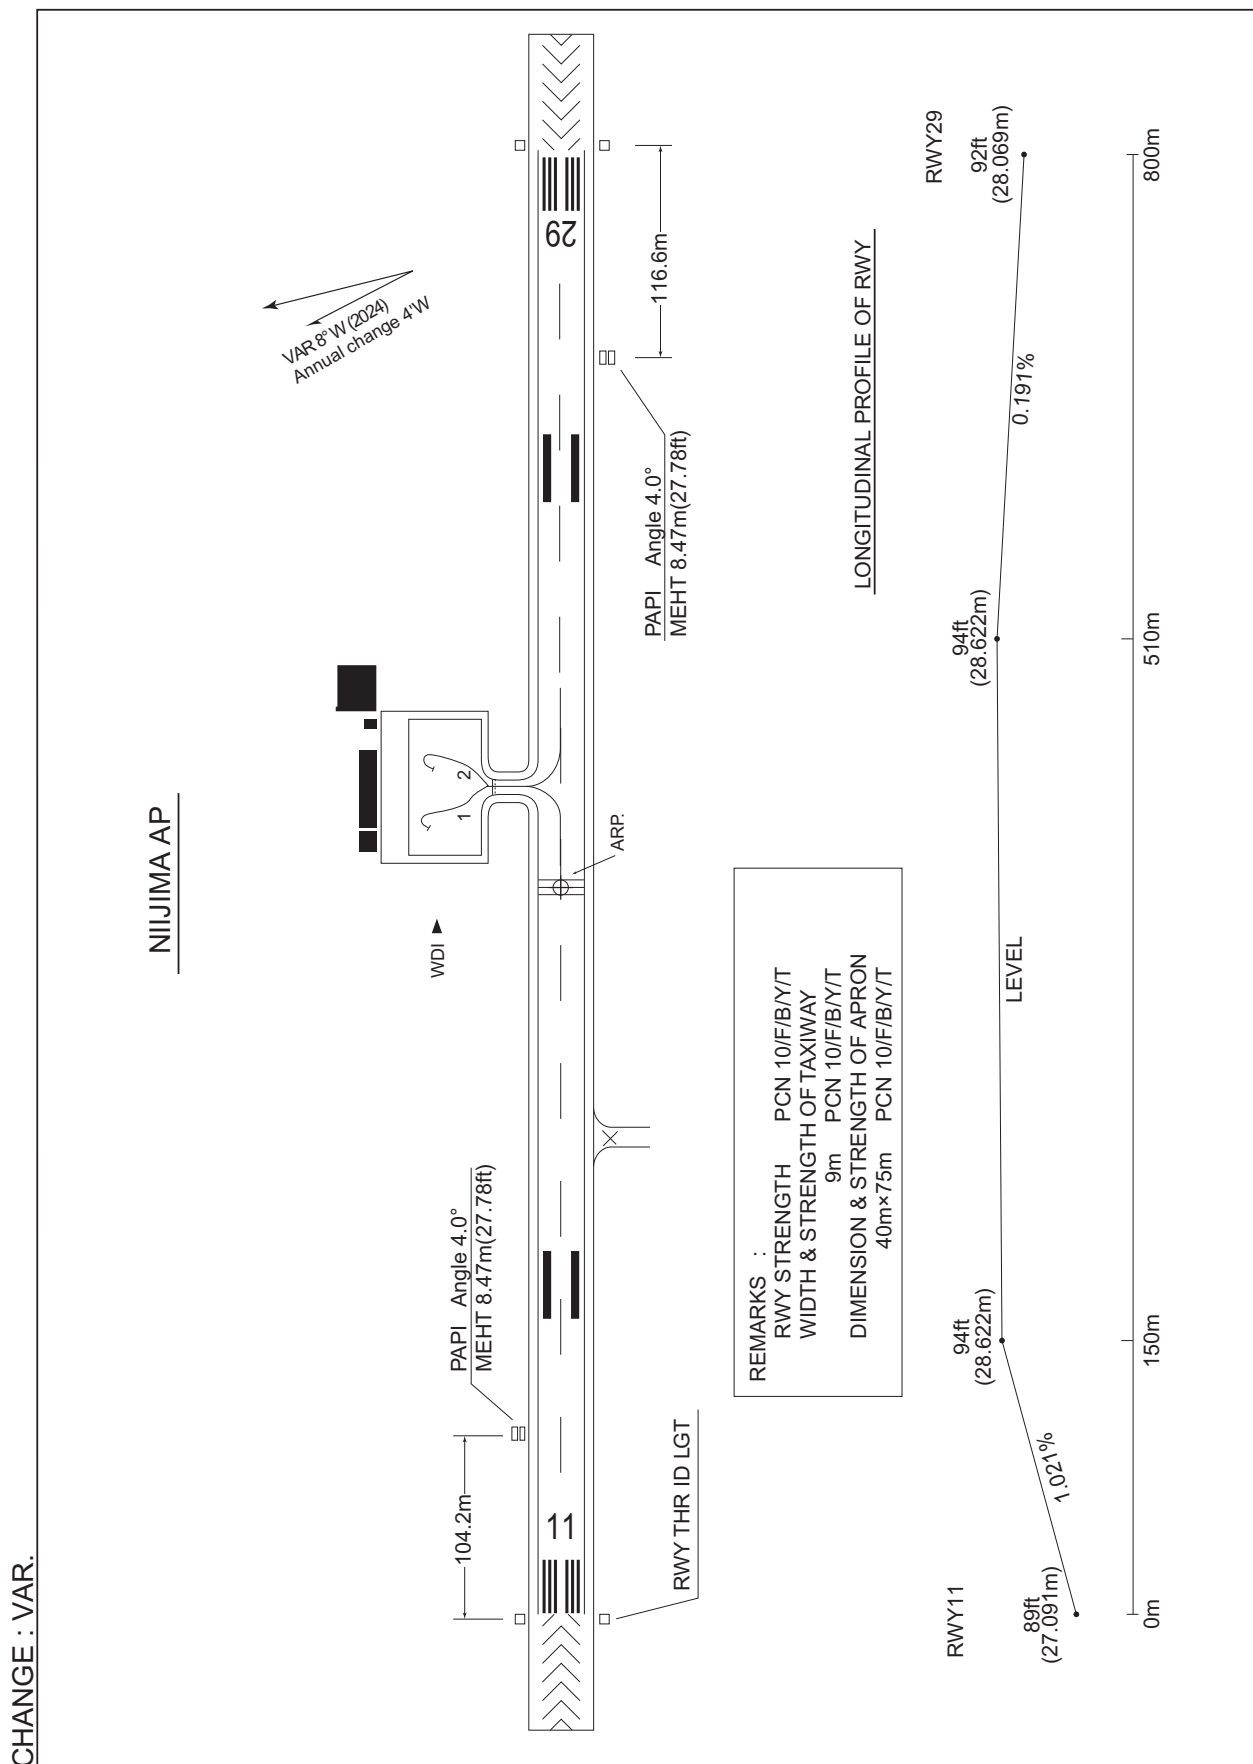 CHANGE : VAR.
NIIJIMA AP
VAR 8° W (2024)
Annual change 4'W
WDI
1
2
104.2m
PAPI Angle 4.0°
MEHT 8.47m(27.78ft)
11
29
ARP.
116.6m
PAPI Angle 4.0°
MEHT 8.47m(27.78ft)
RWY THR ID LGT
REMARKS :
RWY STRENGTH PCN 10/F/B/Y/T
WIDTH & STRENGTH OF TAXIWAY
9m PCN 10/F/B/Y/T
DIMENSION & STRENGTH OF APRON
40m×75m PCN 10/F/B/Y/T
LONGITUDINAL PROFILE OF RWY
RWY11
89ft
(27.091m)
1.021%
94ft
(28.622m)
LEVEL
94ft
(28.622m)
0.191%
RWY29
92ft
(28.069m)
0m
150m
510m
800m